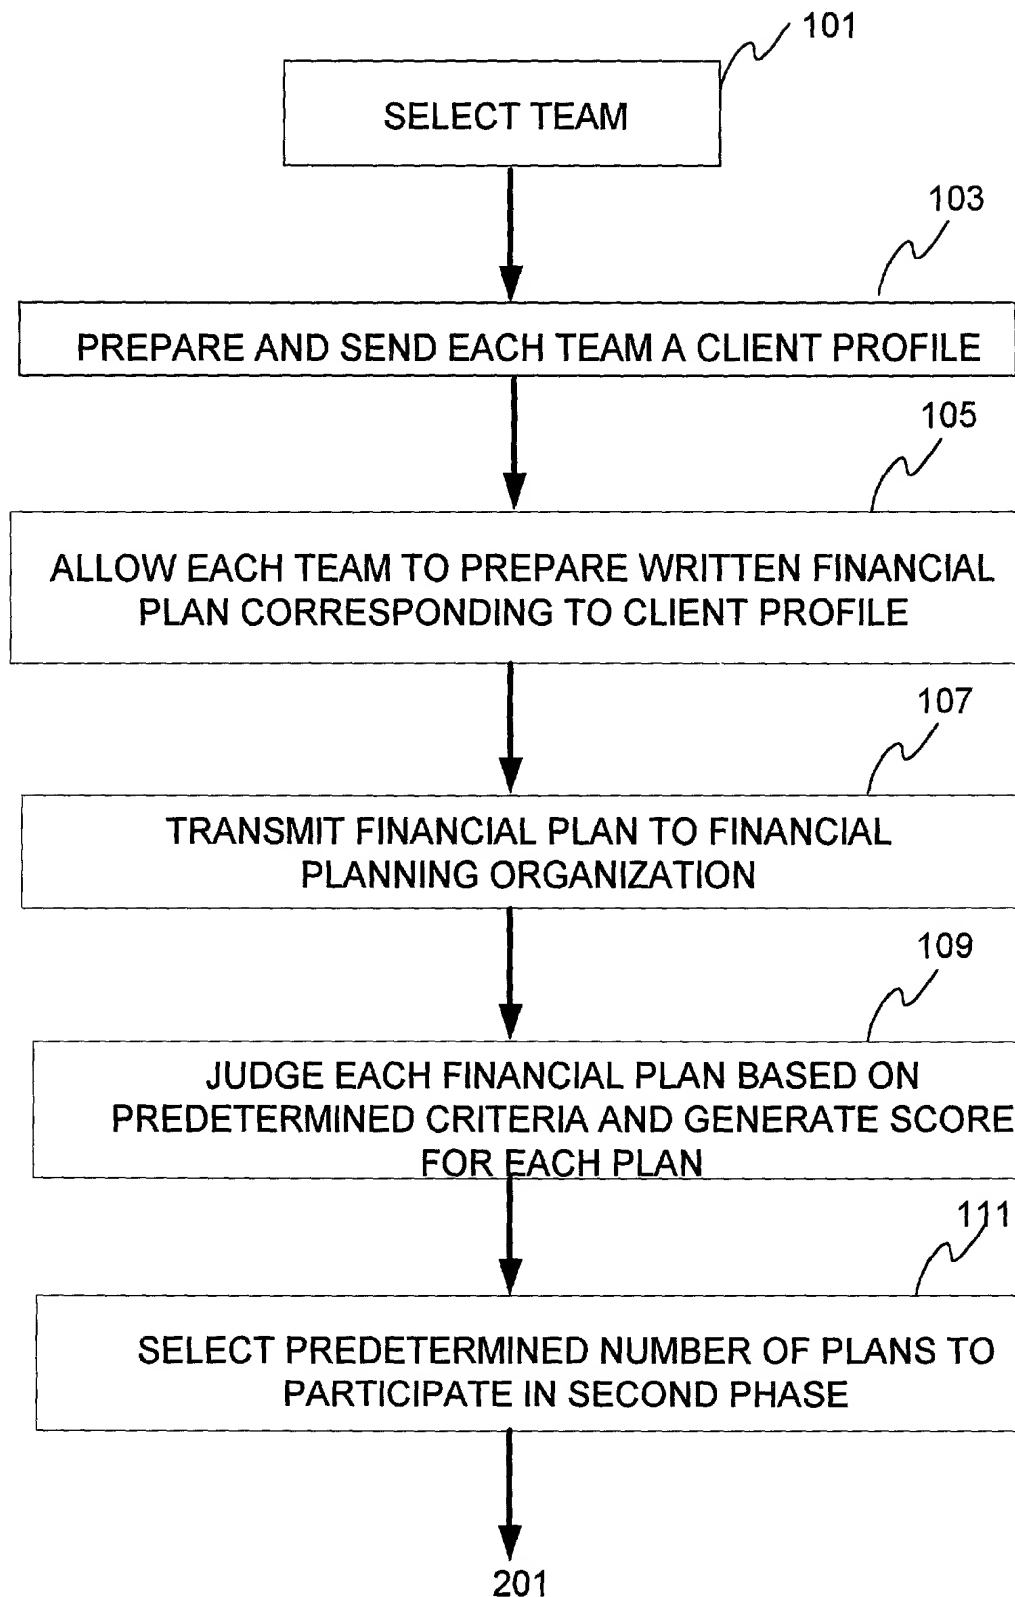 101
SELECT TEAM
103
PREPARE AND SEND EACH TEAM A CLIENT PROFILE
105
ALLOW EACH TEAM TO PREPARE WRITTEN FINANCIAL
PLAN CORRESPONDING TO CLIENT PROFILE
107
TRANSMIT FINANCIAL PLAN TO FINANCIAL
PLANNING ORGANIZATION
109
JUDGE EACH FINANCIAL PLAN BASED ON
PREDETERMINED CRITERIA AND GENERATE SCORE
FOR EACH PLAN
111
SELECT PREDETERMINED NUMBER OF PLANS TO
PARTICIPATE IN SECOND PHASE
201